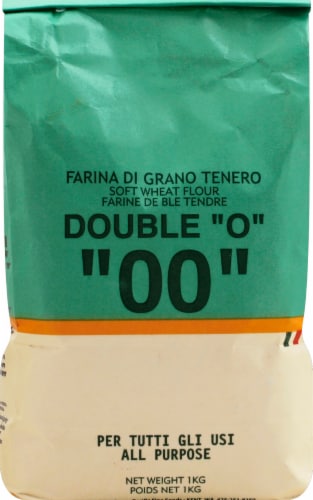 FARINA DI GRANO TENERO
SOFT WHEAT FLOUR
FARINE DE BLE TENDRE
DOUBLE "O"
"OO"
PER TUTTI GLI USI
ALL PURPOSE
NET WEIGHT 1KG
POIDS NET 1KG